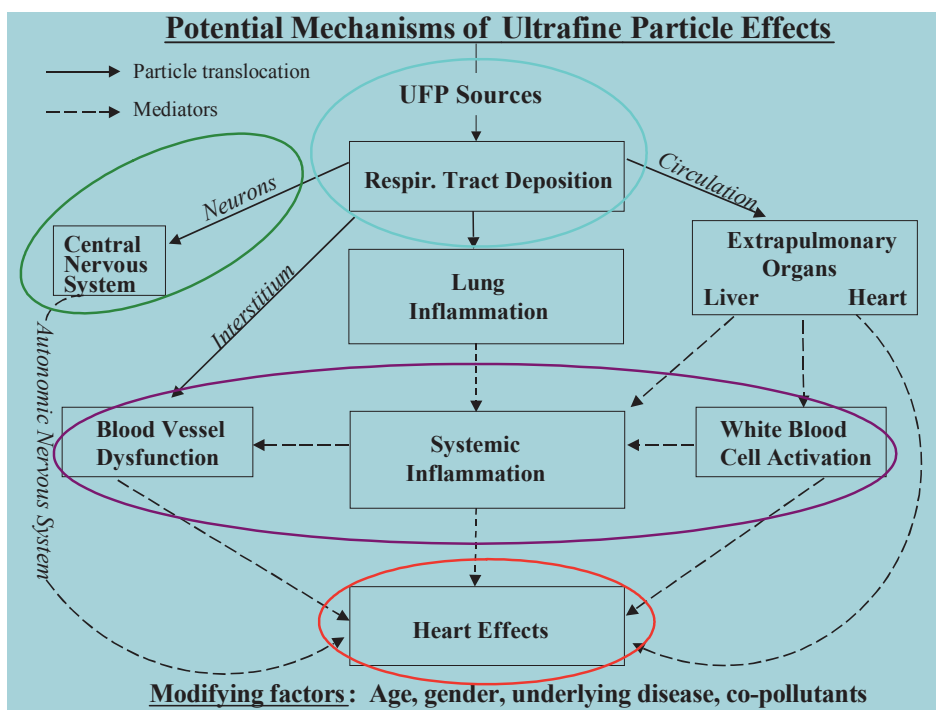 Potential Mechanisms of Ultrafine Particle Effects
Particle translocation
Mediators
UFP Sources
Respir. Tract Deposition
Neurons
Circulation
Central
Nervous
System
Interstitium
Lung
Inflammation
Extrapulmonary
Organs
Liver Heart
Autonomic Nervous System
Blood Vessel
Dysfunction
Systemic
Inflammation
White Blood
Cell Activation
Heart Effects
Modifying factors: Age, gender, underlying disease, co-pollutants